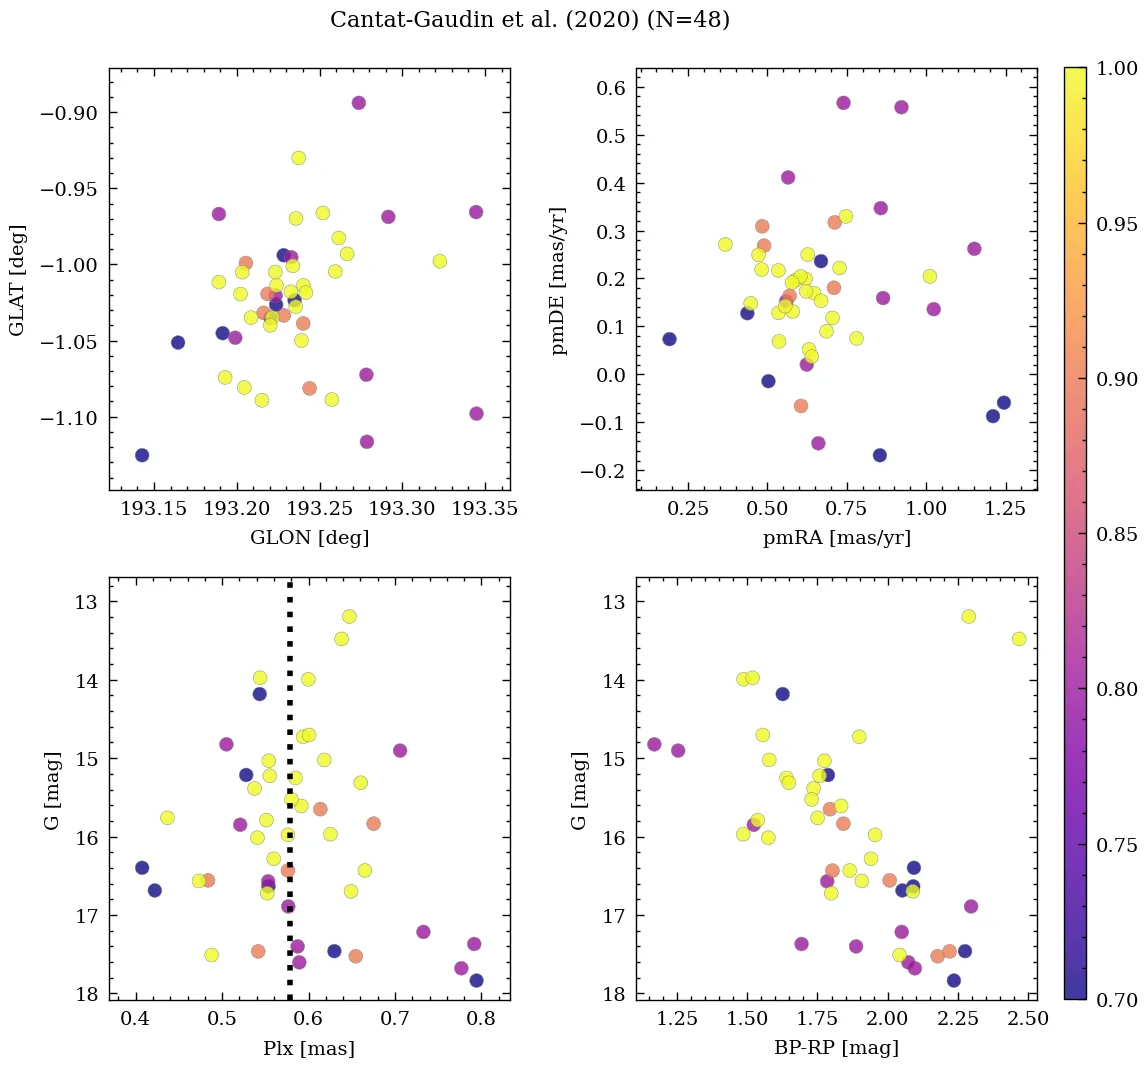 Cantat-Gaudin et al. (2020) (N=48)
−0.90
−0.95
−1.00
−1.05
−1.10
GLAT [deg]
193.15 193.20 193.25 193.30 193.35
GLON [deg]
0.6
0.5
0.4
0.3
0.2
0.1
0.0
−0.1
−0.2
pmDE [mas/yr]
0.25 0.50 0.75 1.00 1.25
pmRA [mas/yr]
13
14
15
16
17
18
G [mag]
0.4 0.5 0.6 0.7 0.8
Plx [mas]
13
14
15
16
17
18
G [mag]
1.25 1.50 1.75 2.00 2.25 2.50
BP-RP [mag]
1.00
0.95
0.90
0.85
0.80
0.75
0.70